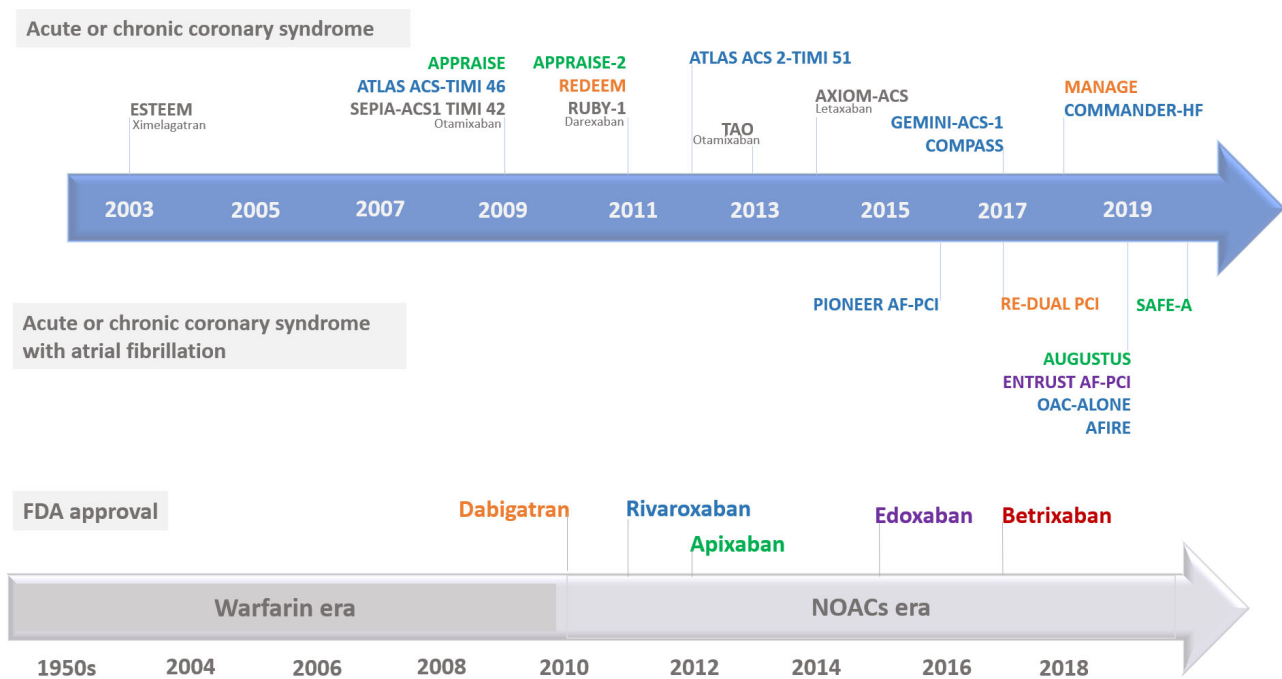 Acute or chronic coronary syndrome
ESTEEM
Ximelagatran
APPRAISE
ATLAS ACS-TIMI 46
SEPIA-ACS1 TIMI 42
Otamixaban
APPRAISE-2
REDEEM
RUBY-1
Darexaban
ATLAS ACS 2-TIMI 51
TAO
Otamixaban
AXIOM-ACS
Letaxaban
GEMINI-ACS-1
COMPASS
MANAGE
COMMANDER-HF
2003 2005 2007 2009 2011 2013 2015 2017 2019
Acute or chronic coronary syndrome
with atrial fibrillation
PIONEER AF-PCI
RE-DUAL PCI
SAFE-A
AUGUSTUS
ENTRUST AF-PCI
OAC-ALONE
AFIRE
FDA approval
Dabigatran
Rivaroxaban
Apixaban
Edoxaban
Betrixaban
Warfarin era
NOACs era
1950s 2004 2006 2008 2010 2012 2014 2016 2018